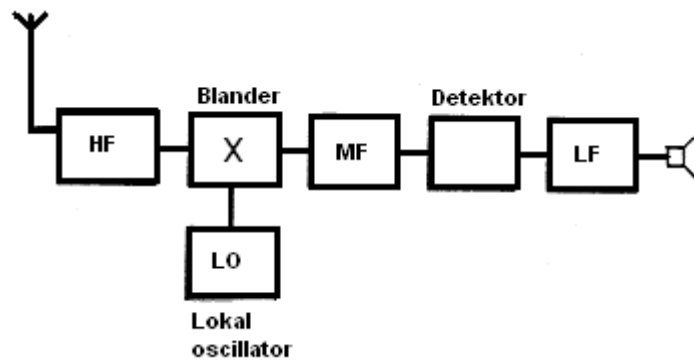 Blander
Detektor
HF
X
MF
LF
LO
Lokal
oscillator